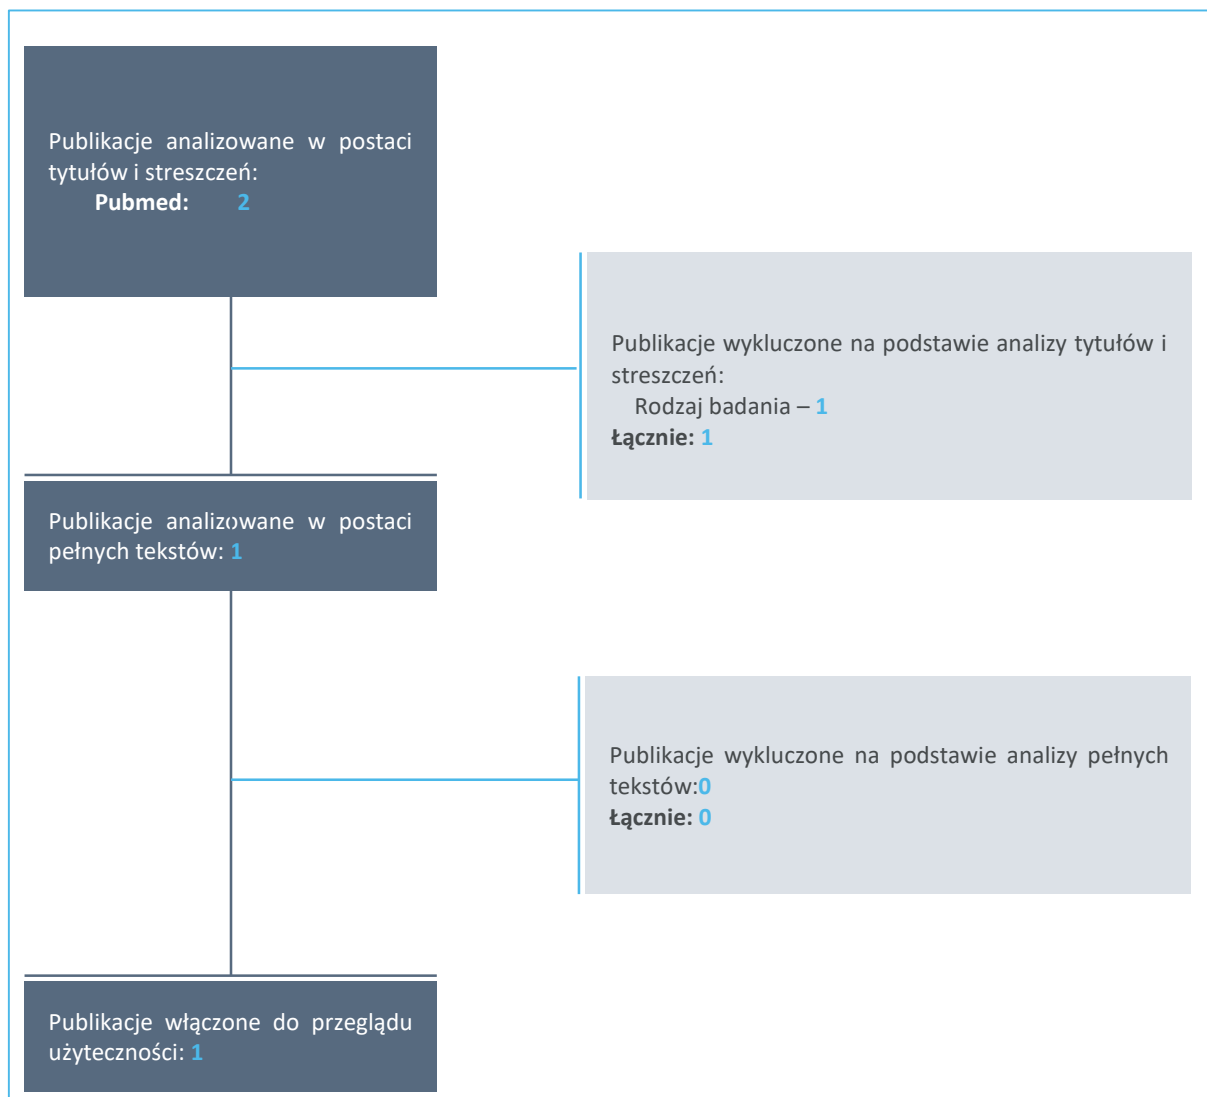 Publikacje analizowane w postaci
tytułów i streszczeń:
Pubmed: 2
Publikacje wykluczone na podstawie analizy tytułów i
streszczeń:
Rodzaj badania – 1
Łącznie: 1
Publikacje analizowane w postaci
pełnych tekstów: 1
Publikacje wykluczone na podstawie analizy pełnych
tekstów:0
Łącznie: 0
Publikacje włączone do przeglądu
użyteczności: 1